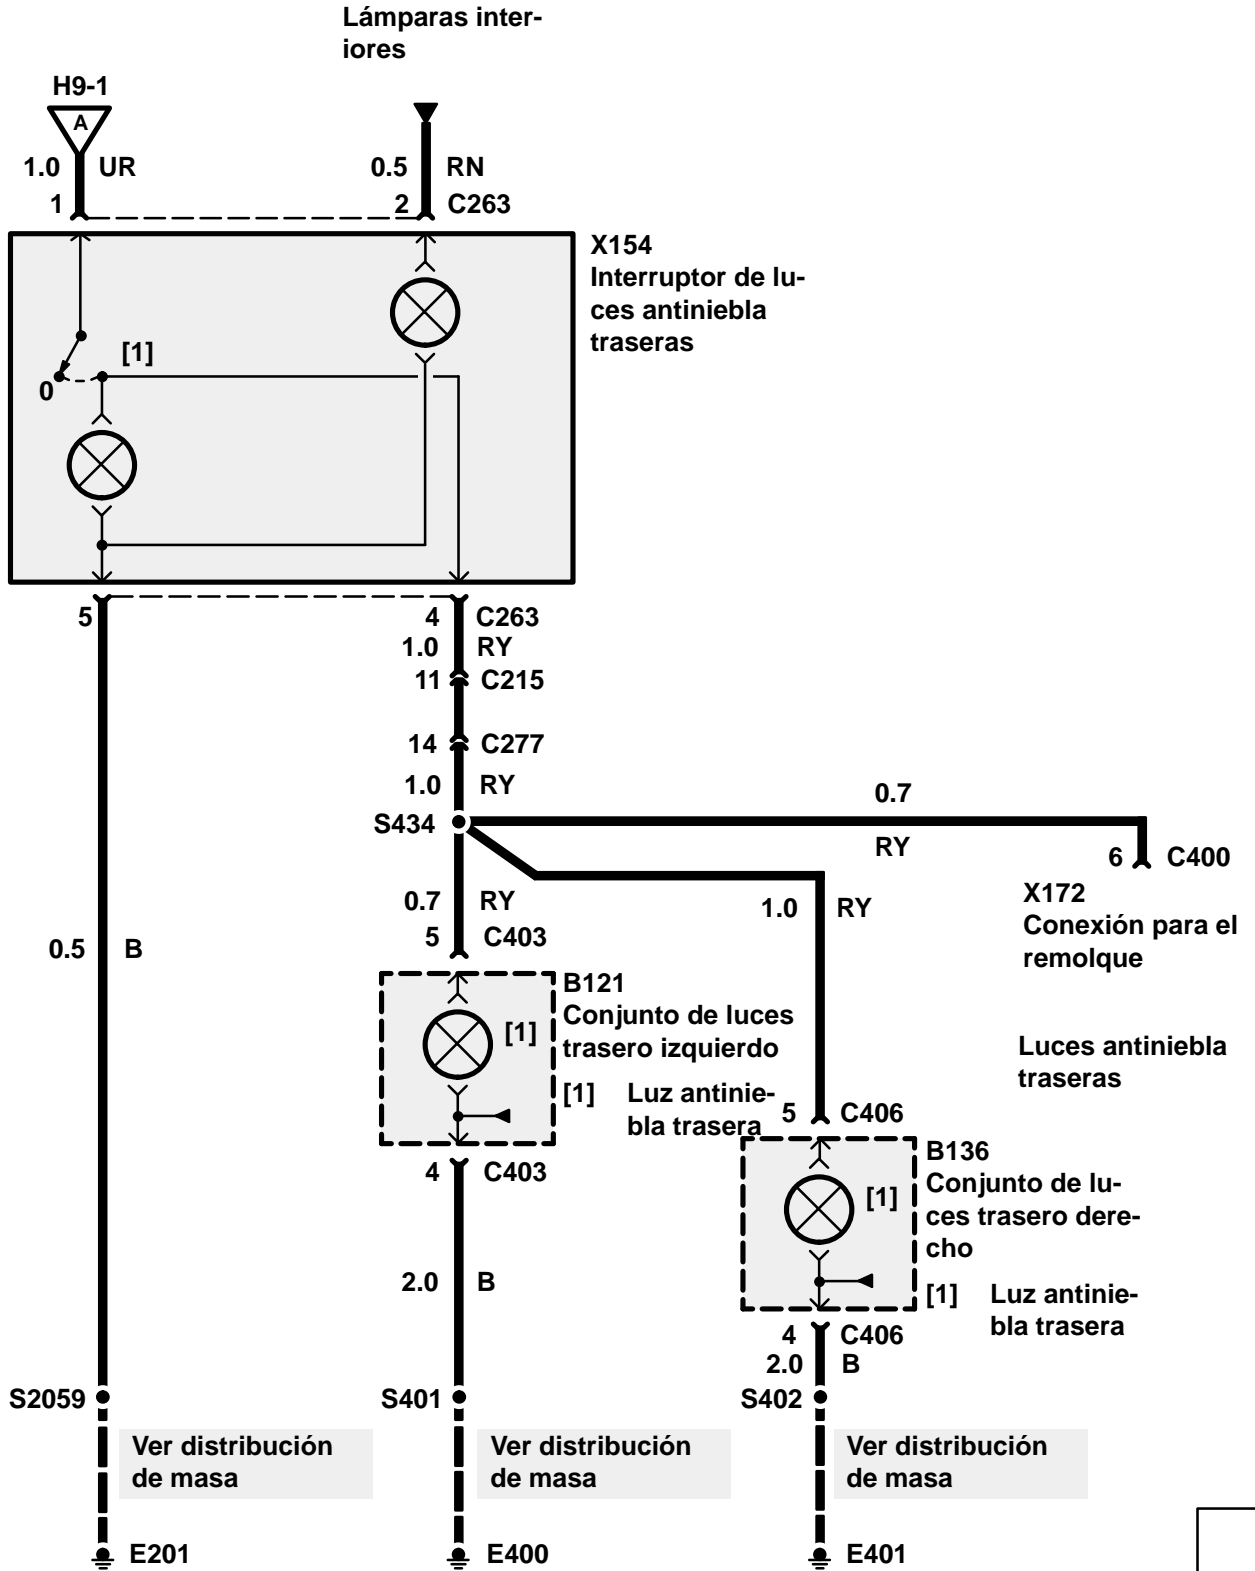 Lámparas inter-
iores
H9-1
A
1.0 UR
0.5 RN
1
2 C263
X154
Interruptor de lu-
ces antiniebla
traseras
[1]
0
5
4 C263
1.0 RY
11 C215
14 C277
1.0 RY
0.7
S434
RY
6 C400
X172
Conexión para el
remolque
0.7 RY
1.0 RY
5 C403
0.5 B
B121
Conjunto de luces
trasero izquierdo
[1]
[1] Luz antinie-
bla trasera
Luces antiniebla
traseras
5 C406
4 C403
B136
Conjunto de lu-
ces trasero dere-
cho
[1]
[1] Luz antinie-
bla trasera
2.0 B
4 C406
2.0 B
S2059
S401
S402
Ver distribución
de masa
Ver distribución
de masa
Ver distribución
de masa
E201
E400
E401